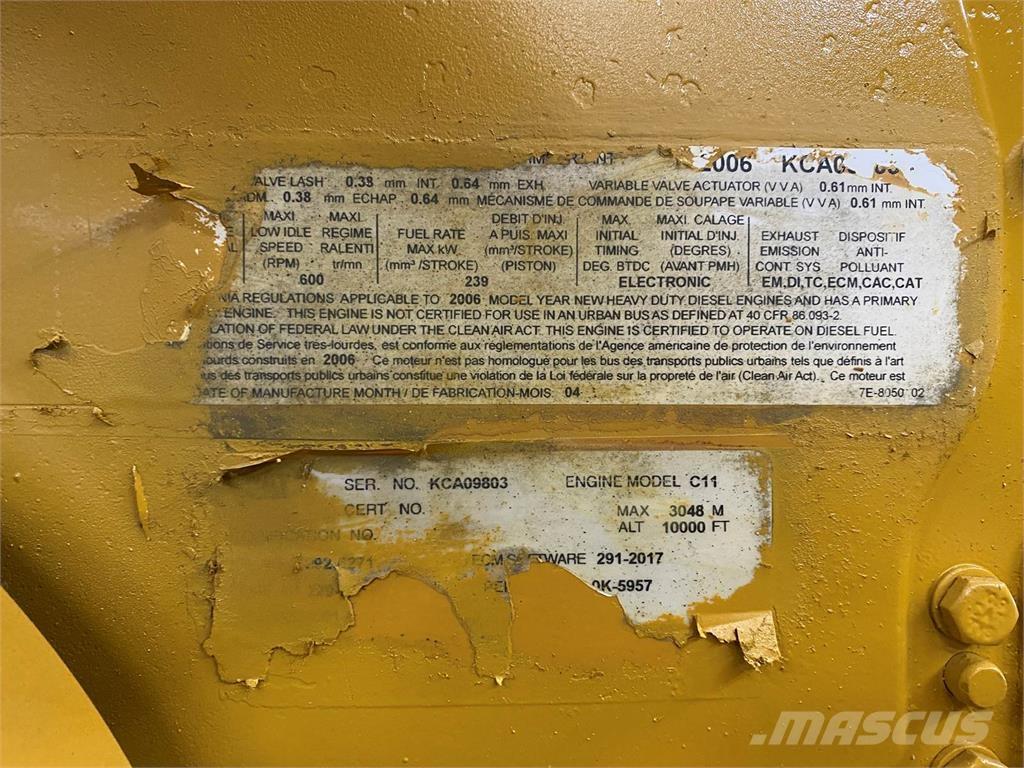 2006 KCA0
VALVE LASH 0.38 mm INT. 0.64 mm EXH. VARIABLE VALVE ACTUATOR (V V A) 0.61 mm INT.
ADM. 0.38 mm ECHAP. 0.64 mm MÉCANISME DE COMMANDE DE SOUPAPE VARIABLE (V V A) 0.61 mm INT.
MAXI MAXI DEBIT D'INJ. MAX. MAXI. CALAGE
LOW IDLE REGIME FUEL RATE A PUIS. MAXI INITIAL INITIAL D'INJ. EXHAUST DISPOSITIF
SPEED RALENTI MAX kW (mm³/STROKE) TIMING (DEGRES) EMISSION ANTI-
(RPM) tr/mn (mm³ /STROKE) (PISTON) DEG. BTDC (AVANT PMH) CONT. SYS POLLUANT
600 239 ELECTRONIC EM,DI,TC,ECM,CAC,CAT
NIA REGULATIONS APPLICABLE TO 2006 MODEL YEAR NEW HEAVY DUTY DIESEL ENGINES AND HAS A PRIMARY
ENGINE. THIS ENGINE IS NOT CERTIFIED FOR USE IN AN URBAN BUS AS DEFINED AT 40 CFR 86.093-2.
LATION OF FEDERAL LAW UNDER THE CLEAN AIR ACT. THIS ENGINE IS CERTIFIED TO OPERATE ON DIESEL FUEL.
tions de Service très-lourdes, est conforme aux réglementations de l'Agence américaine de protection de l'environnement
lourds construits en 2006 Ce moteur n'est pas homologué pour les bus des transports publics urbains tels que définis à l'art
us des transports publics urbains constitue une violation de la Loi fédérale sur la propreté de l'air (Clean Air Act). Ce moteur est
DATE OF MANUFACTURE MONTH / DE FABRICATION-MOIS: 04 7E-8050 02
SER. NO. KCA09803 ENGINE MODEL C11
CERT NO. MAX 3048 M
ICATION NO. ALT 10000 FT
6271 ECM SOFTWARE 291-2017
0K-5957
MASCUS